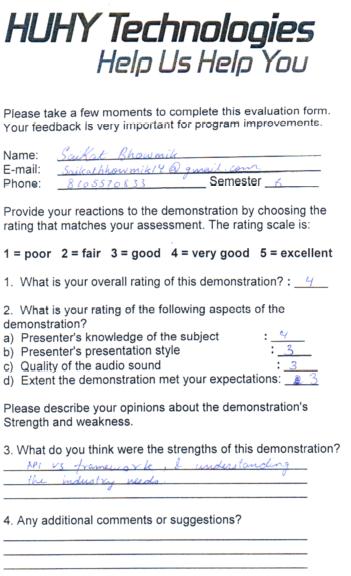 HUHY Technologies
Help Us Help You
Please take a few moments to complete this evaluation form.
Your feedback is very important for program improvements.
Name: Saikat Bhowmik
E-mail: Saikatbhowmik14@gmail.com
Phone: 8105570833 Semester 6
Provide your reactions to the demonstration by choosing the
rating that matches your assessment. The rating scale is:
1 = poor 2 = fair 3 = good 4 = very good 5 = excellent
1. What is your overall rating of this demonstration? : 4
2. What is your rating of the following aspects of the
demonstration?
a) Presenter's knowledge of the subject : 4
b) Presenter's presentation style : 3
c) Quality of the audio sound : 3
d) Extent the demonstration met your expectations: 3
Please describe your opinions about the demonstration's
Strength and weakness.
3. What do you think were the strengths of this demonstration?
API vs framework, & understanding
the industry needs.
4. Any additional comments or suggestions?